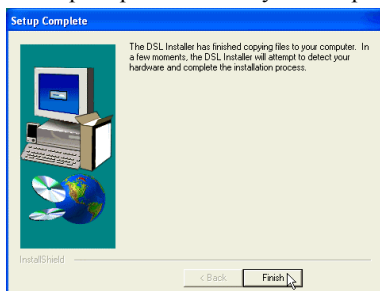 Setup Complete
The DSL Installer has finished copying files to your computer. In
a few moments, the DSL Installer will attempt to detect your
hardware and complete the installation process.
InstallShield
< Back
Finish